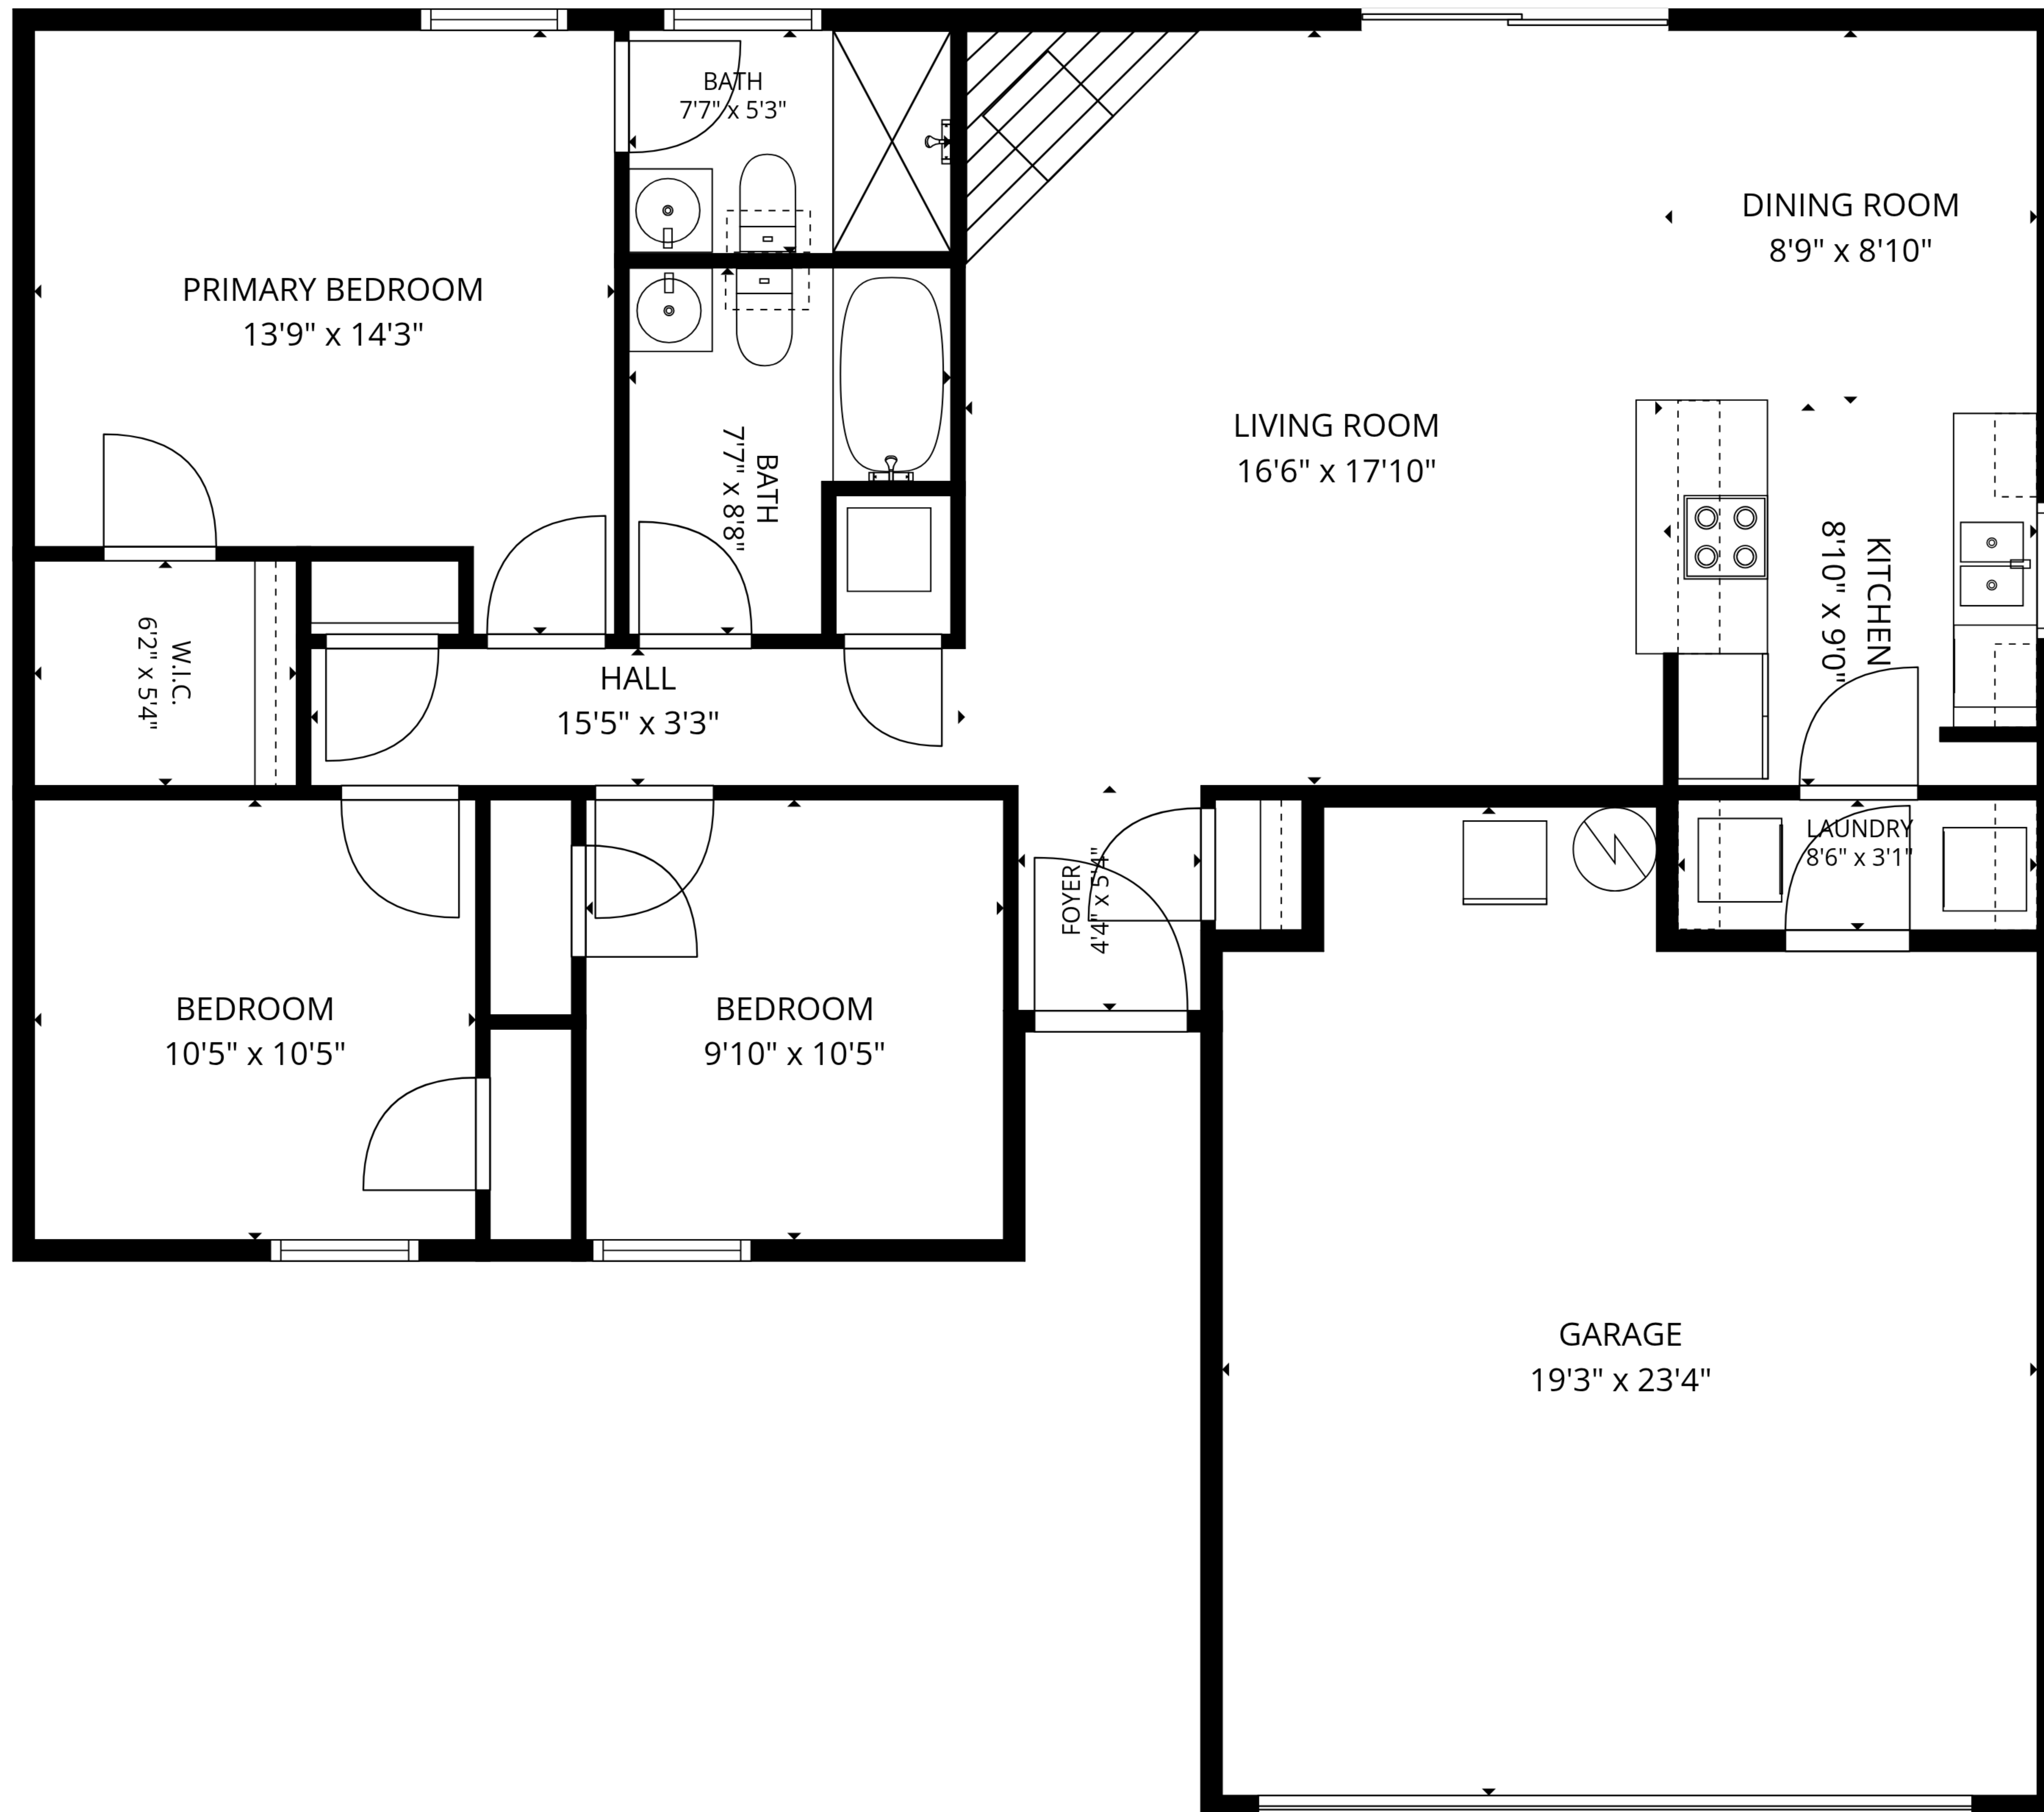 BATH
7'7" x 5'3"
DINING ROOM
8'9" x 8'10"
PRIMARY BEDROOM
13'9" x 14'3"
LIVING ROOM
16'6" x 17'10"
BATH
7'7" x 8'8"
KITCHEN
8'10" x 9'0"
W.I.C.
6'2" x 5'4"
HALL
15'5" x 3'3"
LAUNDRY
8'6" x 3'1"
FOYER
4'4" x 5'4"
BEDROOM
10'5" x 10'5"
BEDROOM
9'10" x 10'5"
GARAGE
19'3" x 23'4"